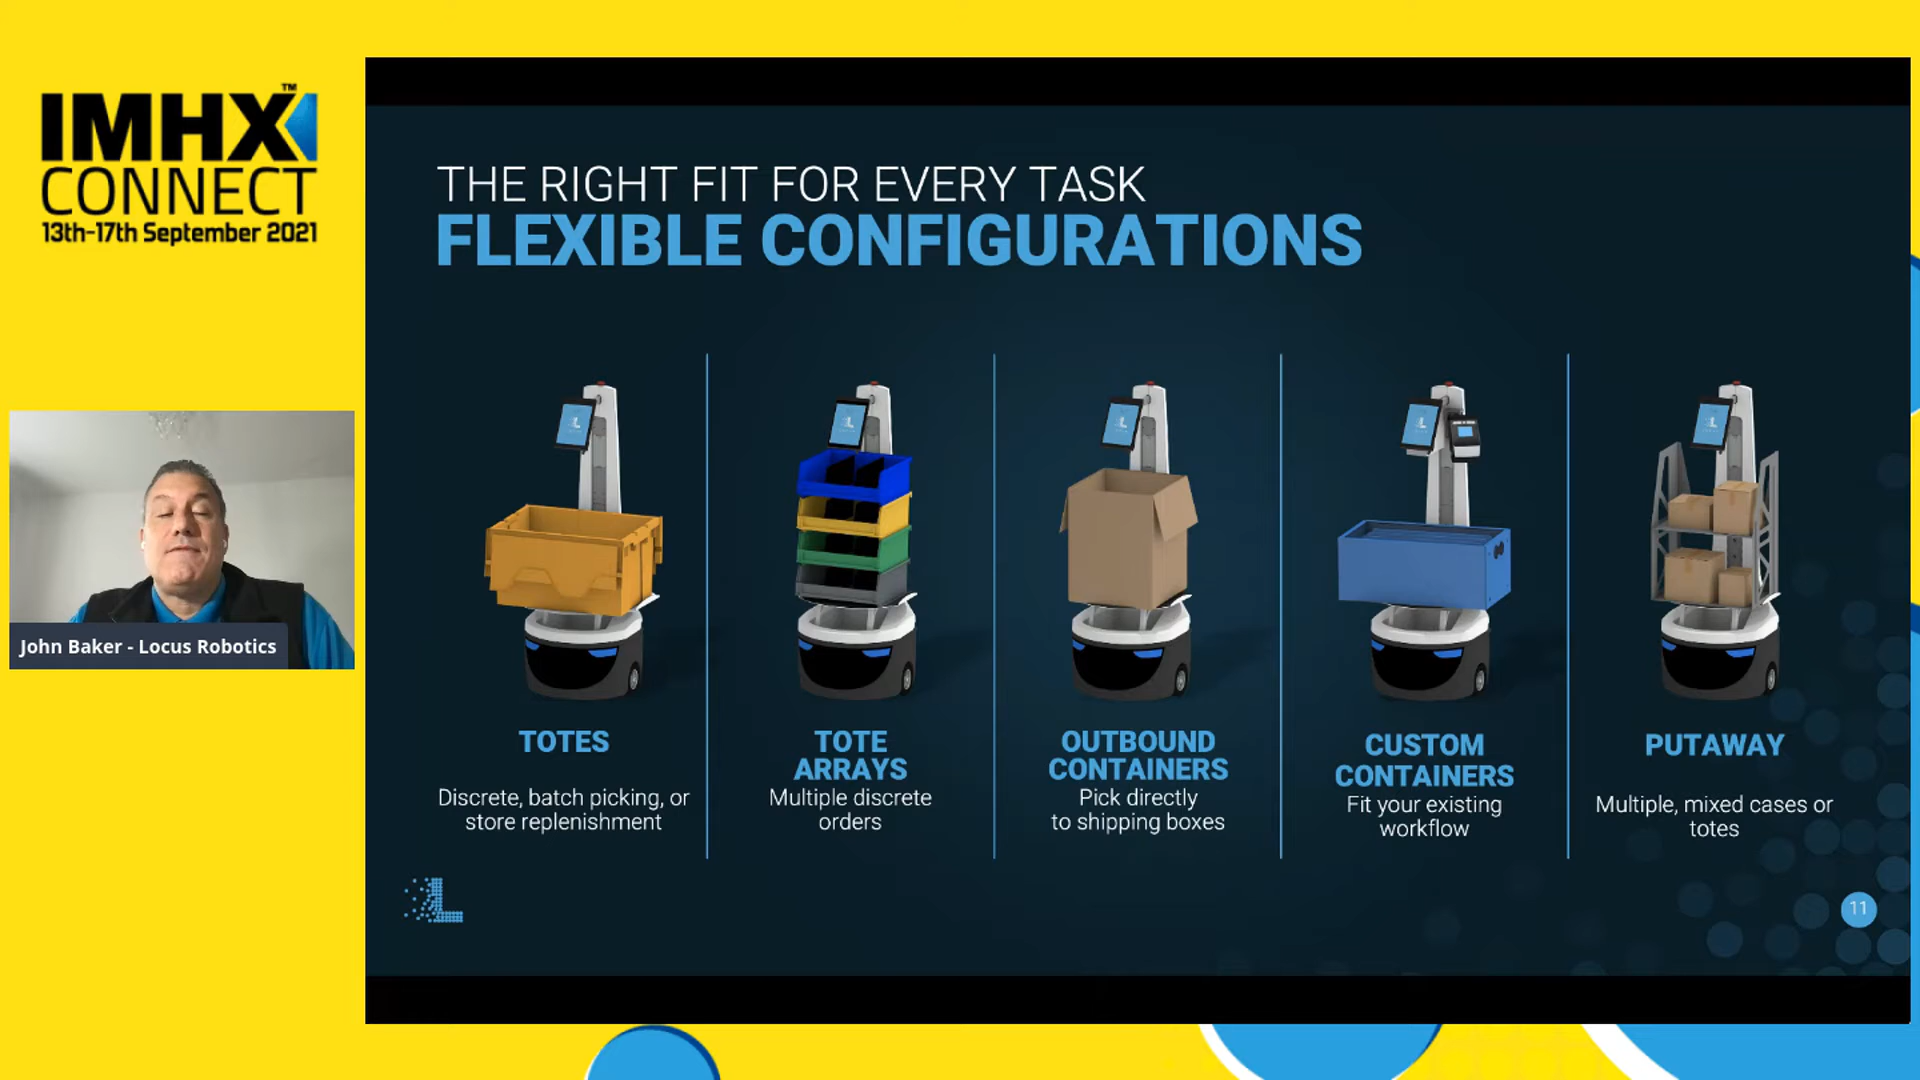 IMHX™
CONNECT
13th-17th September 2021
THE RIGHT FIT FOR EVERY TASK
FLEXIBLE CONFIGURATIONS
John Baker - Locus Robotics
TOTES
Discrete, batch picking, or
store replenishment
TOTE
ARRAYS
Multiple discrete
orders
OUTBOUND
CONTAINERS
Pick directly
to shipping boxes
CUSTOM
CONTAINERS
Fit your existing
workflow
PUTAWAY
Multiple, mixed cases or
totes
L
11